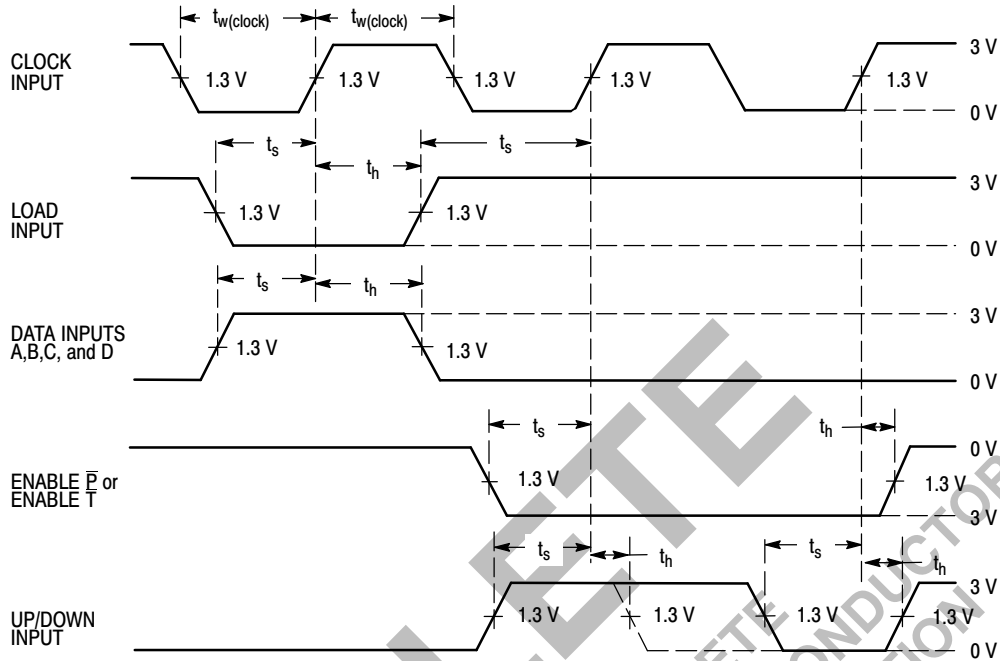 tw(clock) tw(clock)
CLOCK
INPUT
1.3 V 1.3 V 1.3 V 1.3 V 1.3 V
3 V
0 V
ts th ts
LOAD
INPUT
1.3 V 1.3 V
3 V
0 V
ts th
DATA INPUTS
A,B,C, and D
1.3 V 1.3 V
3 V
0 V
ts th
ENABLE P̅ or
ENABLE T̅
1.3 V 1.3 V
0 V
3 V
ts th ts th
UP/DOWN
INPUT
1.3 V 1.3 V 1.3 V 1.3 V
3 V
0 V